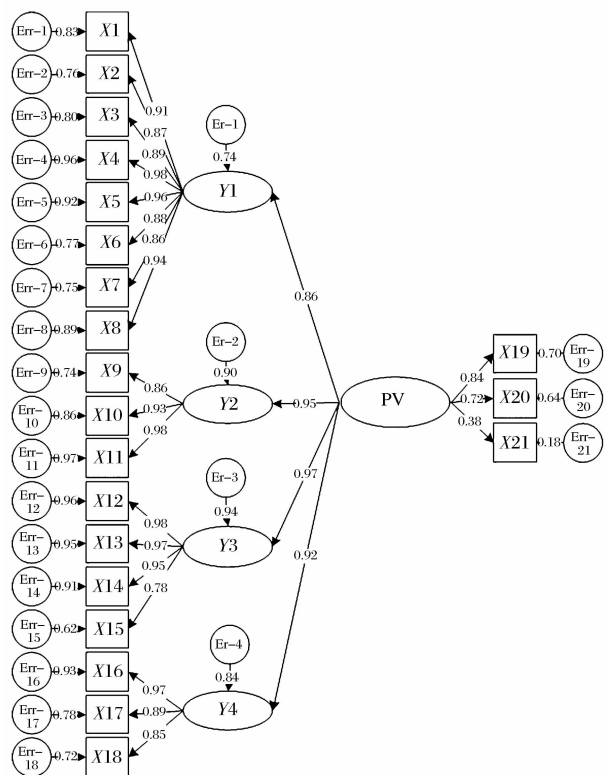 Err-1 0.83 X1
Err-2 0.76 X2
Err-3 0.80 X3
Err-4 0.96 X4
Err-5 0.92 X5
Err-6 0.77 X6
Err-7 0.75 X7
Err-8 0.89 X8
Err-9 0.74 X9
Err-
10 0.86 X10
Err-
11 0.97 X11
Err-
12 0.96 X12
Err-
13 0.95 X13
Err-
14 0.91 X14
Err-
15 0.62 X15
Err-
16 0.93 X16
Err-
17 0.78 X17
Err-
18 0.72 X18
0.91
0.87
0.89
0.98
0.96
0.88
0.86
0.94
0.86
0.93
0.98
0.98
0.97
0.95
0.78
0.97
0.89
0.85
Er-1
0.74
Y1
Er-2
0.90
Y2
Er-3
0.94
Y3
Er-4
0.84
Y4
0.86
0.95
0.97
0.92
PV
0.84
0.72
0.38
X19 0.70 Err-
19
X20 0.64 Err-
20
X21 0.18 Err-
21